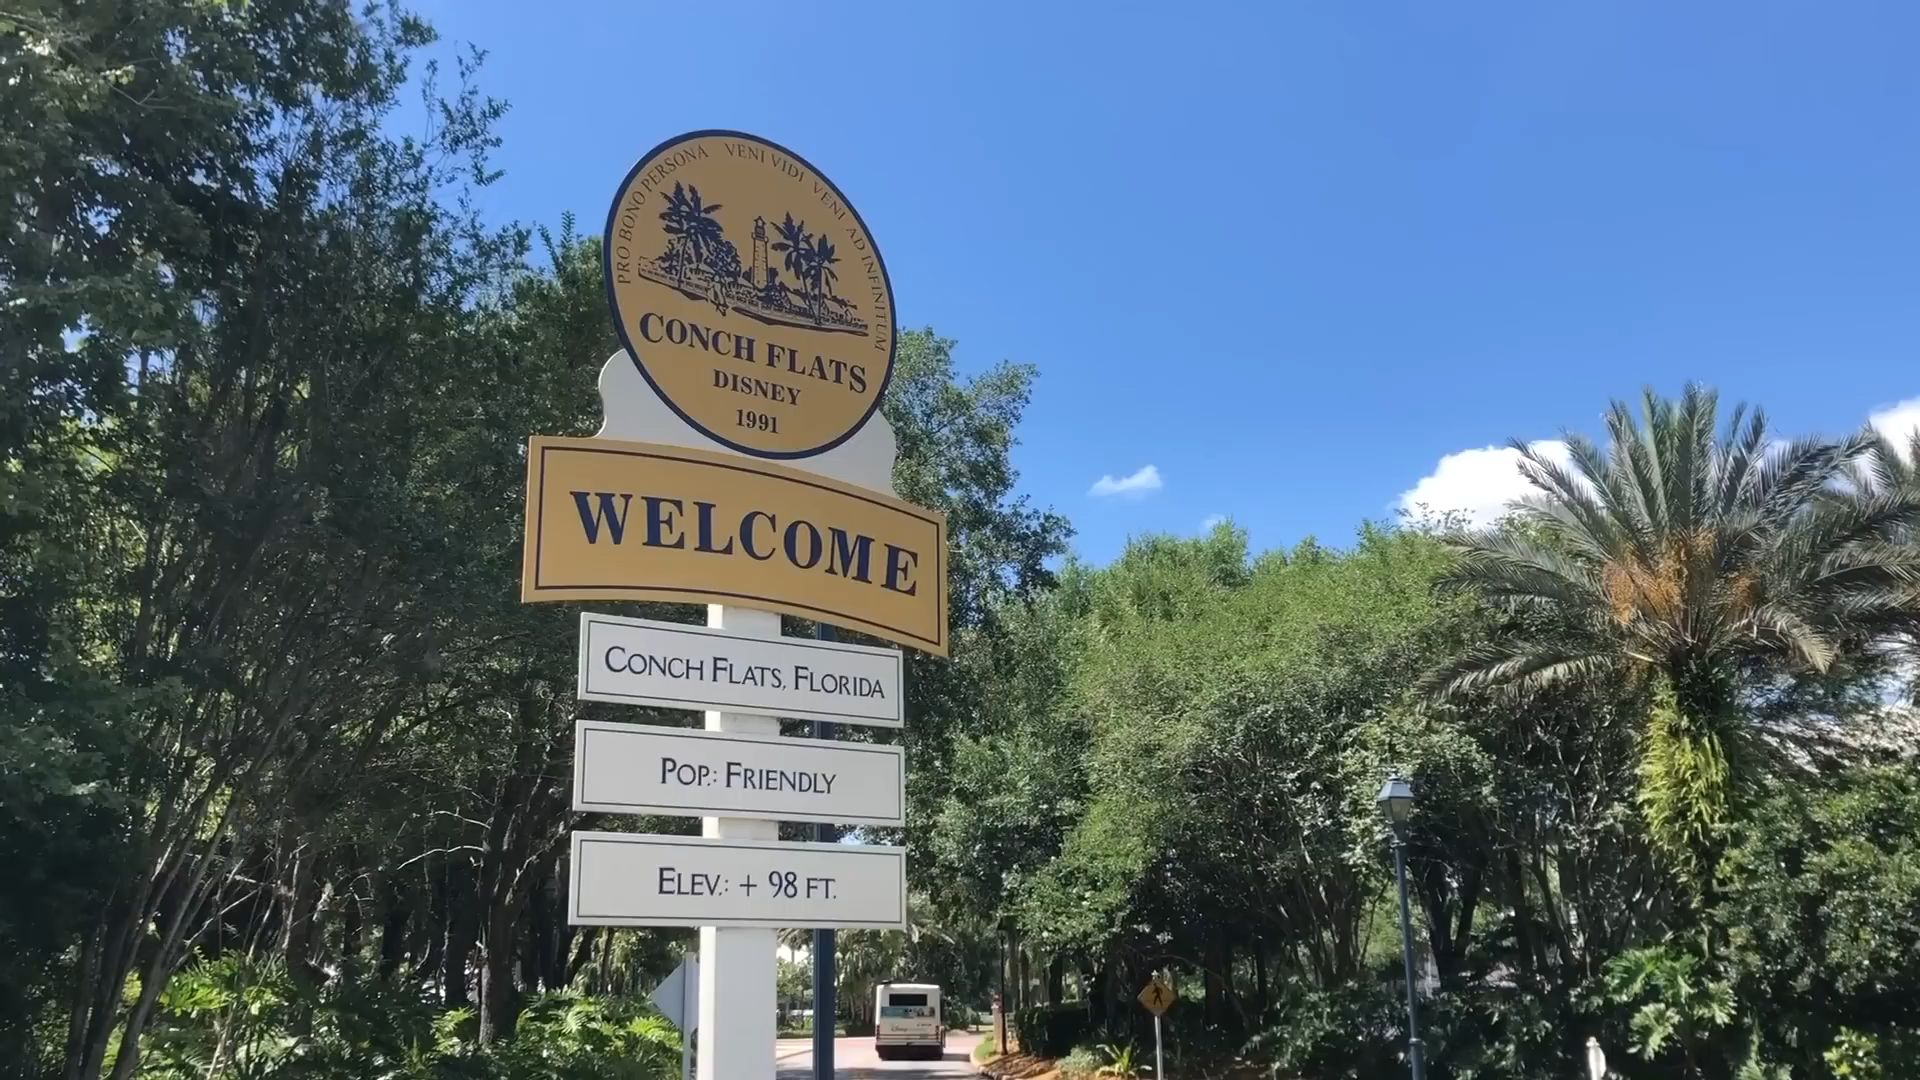 PRO BONO PERSONA VENI VIDI VENI AD INFINITUM
CONCH FLATS
DISNEY
1991
WELCOME
CONCH FLATS, FLORIDA
POP.: FRIENDLY
ELEV.: + 98 FT.